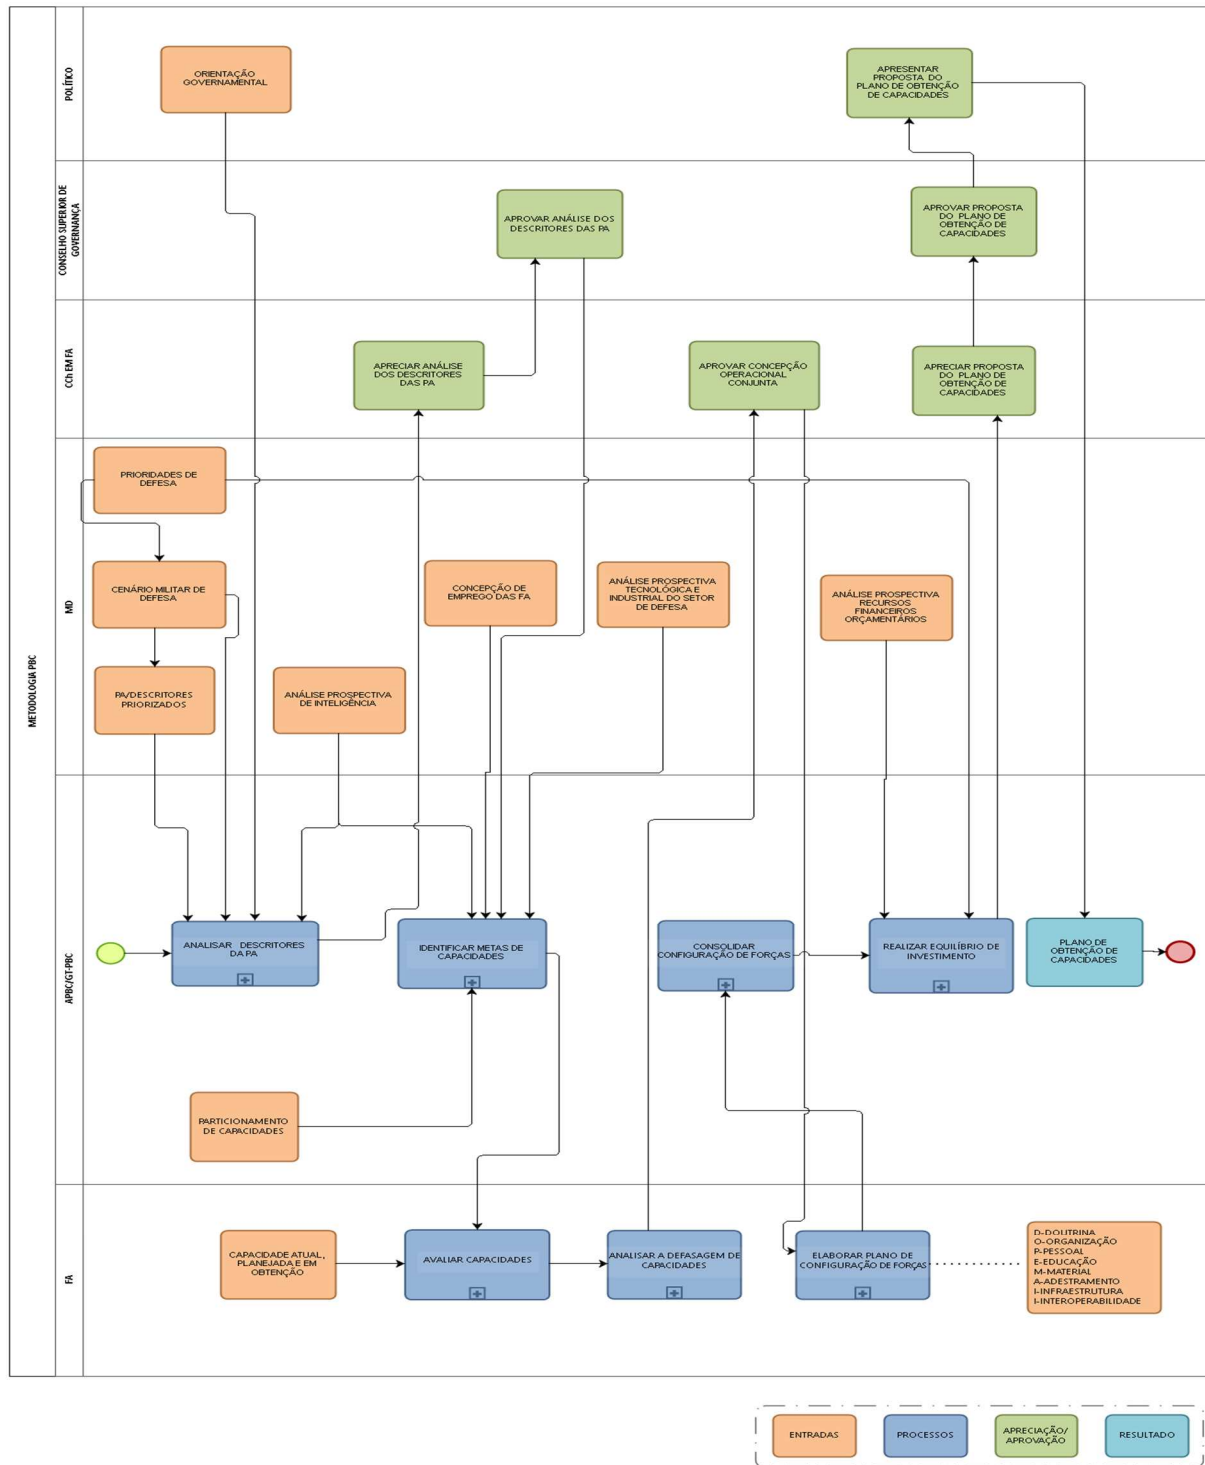 METODOLOGIA PBC
POLÍTICO
ORIENTAÇÃO
GOVERNAMENTAL
APRESENTAR
PROPOSTA DO
PLANO DE OBTENÇÃO
DE CAPACIDADES
CONSELHO SUPERIOR DE
GOVERNANÇA
APROVAR ANÁLISE DOS
DESCRITORES DAS PA
APROVAR PROPOSTA
DO PLANO DE
OBTENÇÃO DE
CAPACIDADES
CCh EM FA
APRECIAR ANÁLISE
DOS DESCRITORES
DAS PA
APROVAR CONCEPÇÃO
OPERACIONAL
CONJUNTA
APRECIAR PROPOSTA
DO PLANO DE
OBTENÇÃO DE
CAPACIDADES
MD
PRIORIDADES DE
DEFESA
CENÁRIO MILITAR DE
DEFESA
CONCEPÇÃO DE
EMPREGO DAS FA
ANÁLISE PROSPECTIVA
TECNOLÓGICA E
INDUSTRIAL DO SETOR
DE DEFESA
ANÁLISE PROSPECTIVA
RECURSOS
FINANCEIROS
ORÇAMENTÁRIOS
PA/DESCRITORES
PRIORIZADOS
ANÁLISE PROSPECTIVA
DE INTELIGÊNCIA
APBC/GT-PBC
ANALISAR DESCRITORES
DA PA
IDENTIFICAR METAS DE
CAPACIDADES
CONSOLIDAR
CONFIGURAÇÃO DE FORÇAS
REALIZAR EQUILÍBRIO DE
INVESTIMENTO
PLANO DE
OBTENÇÃO DE
CAPACIDADES
PARTICIONAMENTO
DE CAPACIDADES
FA
CAPACIDADE ATUAL,
PLANEJADA E EM
OBTENÇÃO
AVALIAR CAPACIDADES
ANALISAR A DEFASAGEM DE
CAPACIDADES
ELABORAR PLANO DE
CONFIGURAÇÃO DE FORÇAS
D-DOUTRINA
O-ORGANIZAÇÃO
P-PESSOAL
E-EDUCAÇÃO
M-MATERIAL
A-ADESTRAMENTO
I-INFRAESTRUTURA
I-INTEROPERABILIDADE
ENTRADAS
PROCESSOS
APRECIAÇÃO/
APROVAÇÃO
RESULTADO